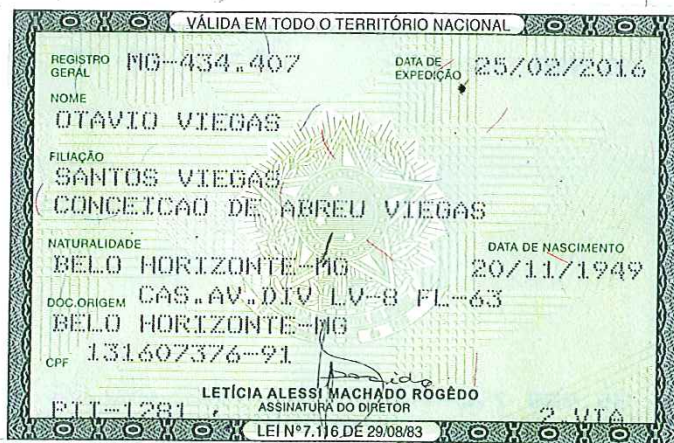 VÁLIDA EM TODO O TERRITÓRIO NACIONAL
REGISTRO GERAL MG-434.407 DATA DE EXPEDIÇÃO 25/02/2016
NOME
OTAVIO VIEGAS
FILIAÇÃO
SANTOS VIEGAS
CONCEICAO DE ABREU VIEGAS
NATURALIDADE DATA DE NASCIMENTO
BELO HORIZONTE-MG 20/11/1949
DOC.ORIGEM CAS.AV.DIV LV-8 FL-63
BELO HORIZONTE-MG
CPF 131607376-91
LETÍCIA ALESSI MACHADO ROGÊDO
ASSINATURA DO DIRETOR
PII-1281 2 VIA
LEI Nº 7.116 DE 29/08/83